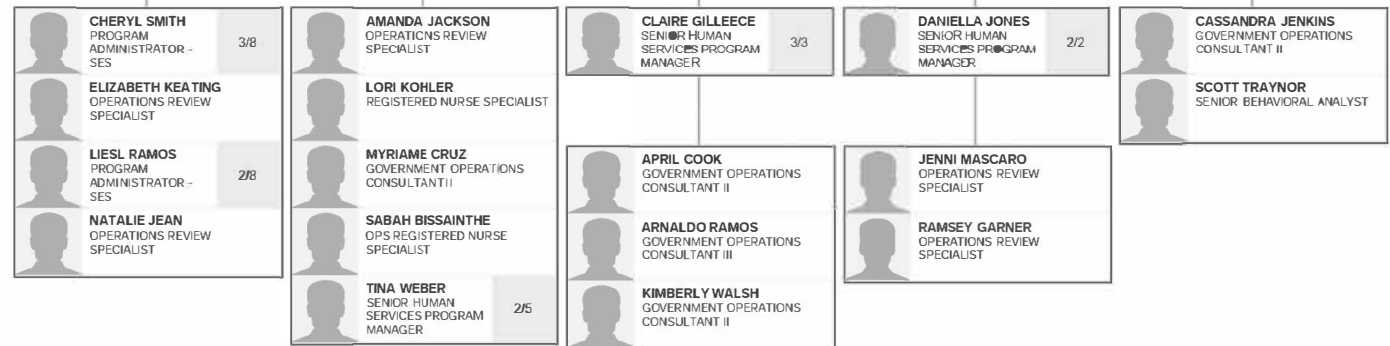 CHERYL SMITH
PROGRAM
ADMINISTRATOR -
SES
3/8
ELIZABETH KEATING
OPERATIONS REVIEW
SPECIALIST
LIESL RAMOS
PROGRAM
ADMINISTRATOR -
SES
2/8
NATALIE JEAN
OPERATIONS REVIEW
SPECIALIST
AMANDA JACKSON
OPERATIONS REVIEW
SPECIALIST
LORI KOHLER
REGISTERED NURSE SPECIALIST
MYRIAME CRUZ
GOVERNMENT OPERATIONS
CONSULTANT II
SABAH BISSAINTHE
OPS REGISTERED NURSE
SPECIALIST
TINA WEBER
SENIOR HUMAN
SERVICES PROGRAM
MANAGER
2/5
CLAIRE GILLEECE
SENIOR HUMAN
SERVICES PROGRAM
MANAGER
3/3
APRIL COOK
GOVERNMENT OPERATIONS
CONSULTANT II
ARNALDO RAMOS
GOVERNMENT OPERATIONS
CONSULTANT III
KIMBERLY WALSH
GOVERNMENT OPERATIONS
CONSULTANT II
DANIELLA JONES
SENIOR HUMAN
SERVICES PROGRAM
MANAGER
2/2
JENNI MASCARO
OPERATIONS REVIEW
SPECIALIST
RAMSEY GARNER
OPERATIONS REVIEW
SPECIALIST
CASSANDRA JENKINS
GOVERNMENT OPERATIONS
CONSULTANT II
SCOTT TRAYNOR
SENIOR BEHAVIORAL ANALYST